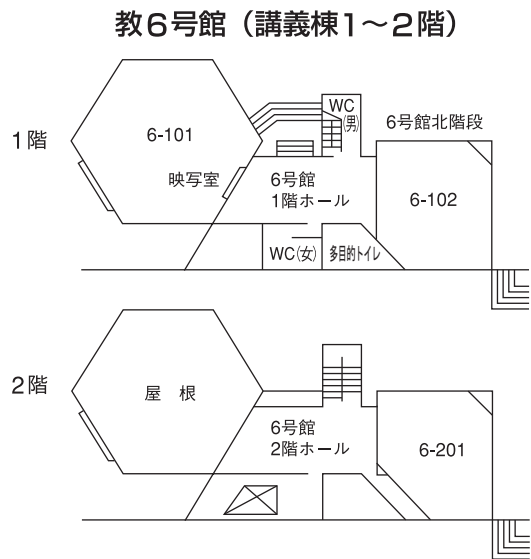 教6号館（講義棟1～2階）
1階
6-101
WC
(男)
6号館北階段
映写室
6号館
1階ホール
6-102
WC(女)
多目的トイレ
2階
屋 根
6号館
2階ホール
6-201